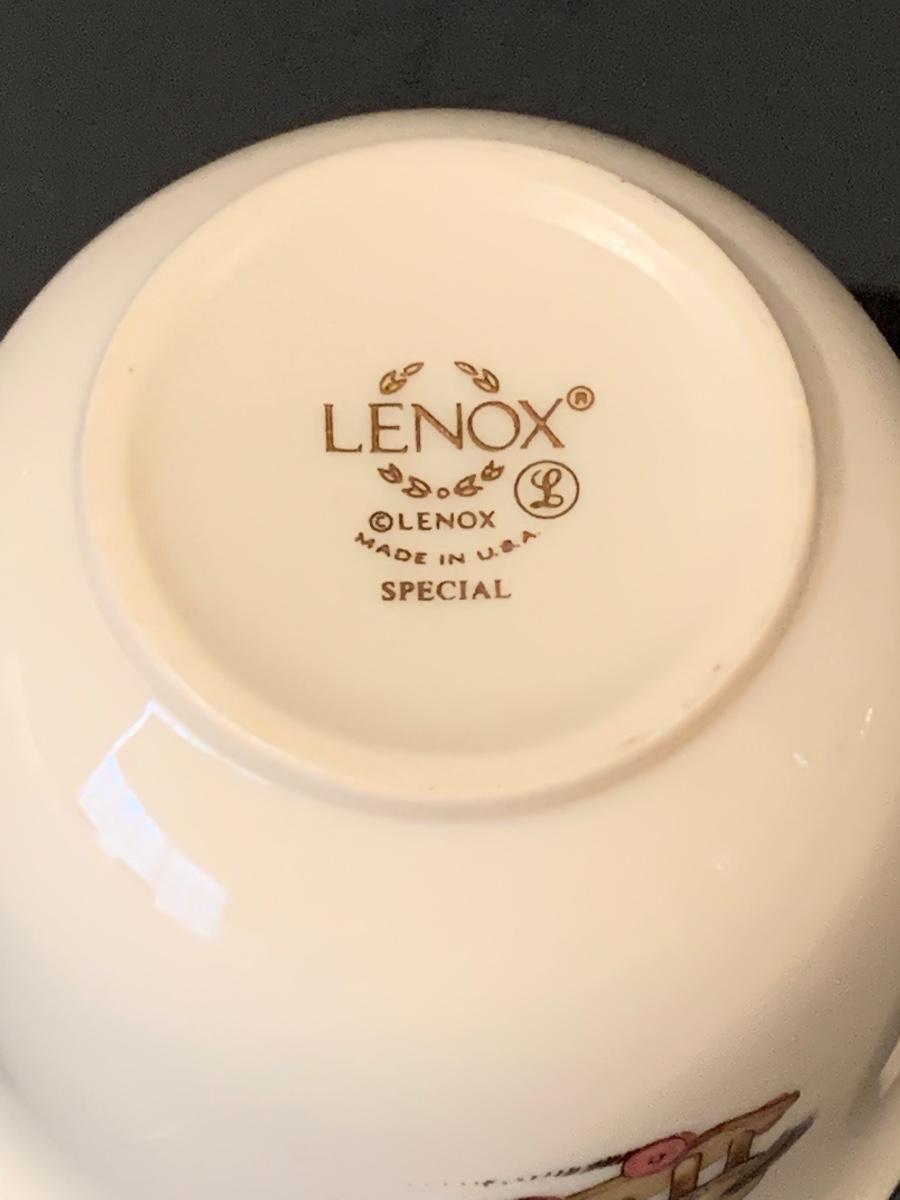 LENOX®
L
©LENOX
MADE IN U.S.A.
SPECIAL